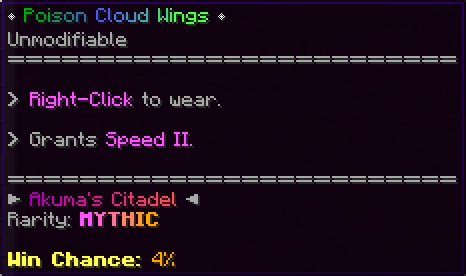 ◈ Poison Cloud Wings ◈
Unmodifiable
================================
> Right-Click to wear.
> Grants Speed II.
================================
► Akuma's Citadel ◄
Rarity: MYTHIC
Win Chance: 4%